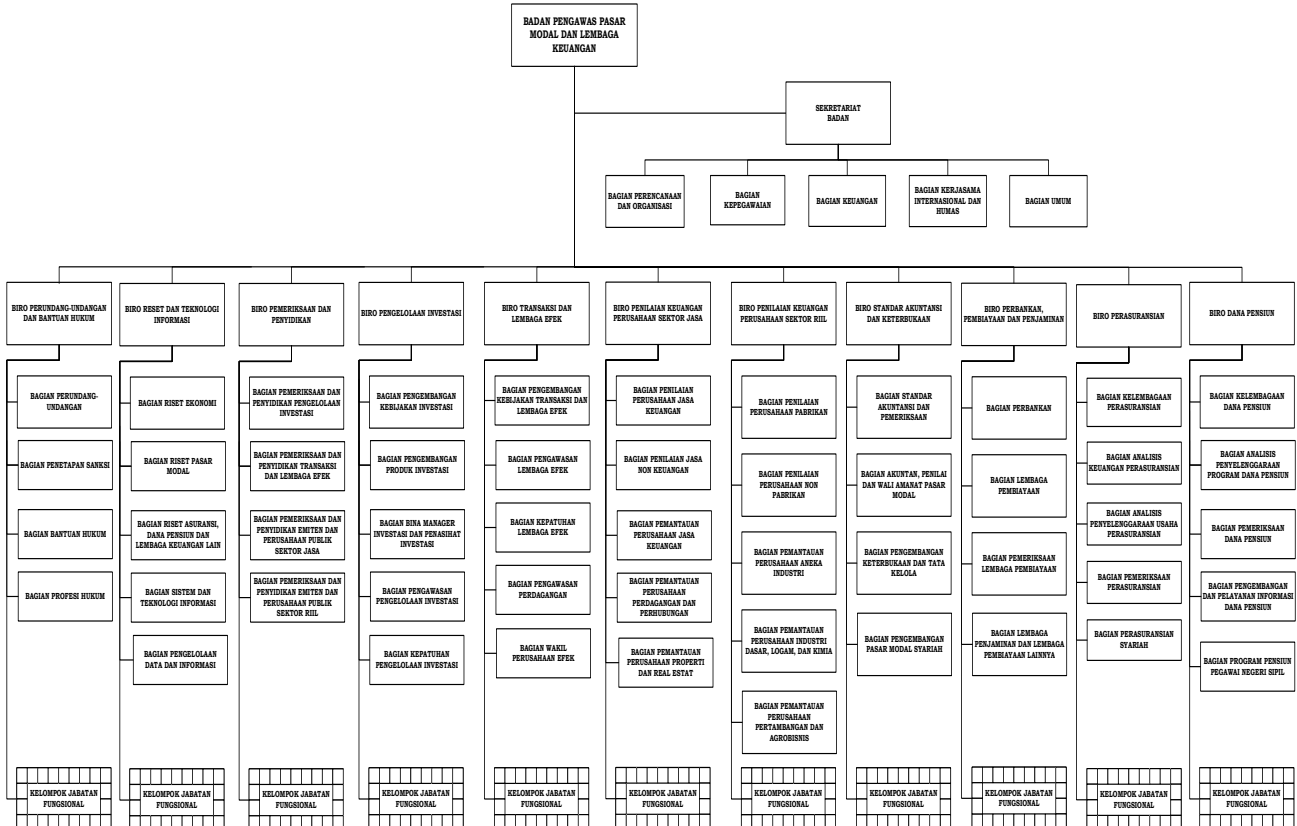 BADAN PENGAWAS PASAR
MODAL DAN LEMBAGA
KEUANGAN
SEKRETARIAT
BADAN
BAGIAN PERENCANAAN
DAN ORGANISASI
BAGIAN
KEPEGAWAIAN
BAGIAN KEUANGAN
BAGIAN KERJASAMA
INTERNASIONAL DAN
HUMAS
BAGIAN UMUM
BIRO PERUNDANG-UNDANGAN
DAN BANTUAN HUKUM
BAGIAN PERUNDANG-
UNDANGAN
BAGIAN PENETAPAN SANKSI
BAGIAN BANTUAN HUKUM
BAGIAN PROFESI HUKUM
KELOMPOK JABATAN
FUNGSIONAL
BIRO RESET DAN TEKNOLOGI
INFORMASI
BAGIAN RISET EKONOMI
BAGIAN RISET PASAR
MODAL
BAGIAN RISET ASURANSI,
DANA PENSIUN DAN
LEMBAGA KEUANGAN LAIN
BAGIAN SISTEM DAN
TEKNOLOGI INFORMASI
BAGIAN PENGELOLAAN
DATA DAN INFORMASI
KELOMPOK JABATAN
FUNGSIONAL
BIRO PEMERIKSAAN DAN
PENYIDIKAN
BAGIAN PEMERIKSAAN DAN
PENYIDIKAN PENGELOLAAN
INVESTASI
BAGIAN PEMERIKSAAN DAN
PENYIDIKAN TRANSAKSI
DAN LEMBAGA EFEK
BAGIAN PEMERIKSAAN DAN
PENYIDIKAN EMITEN DAN
PERUSAHAAN PUBLIK
SEKTOR JASA
BAGIAN PEMERIKSAAN DAN
PENYIDIKAN EMITEN DAN
PERUSAHAAN PUBLIK
SEKTOR RIIL
KELOMPOK JABATAN
FUNGSIONAL
BIRO PENGELOLAAN INVESTASI
BAGIAN PENGEMBANGAN
KEBIJAKAN INVESTASI
BAGIAN PENGEMBANGAN
PRODUK INVESTASI
BAGIAN BINA MANAGER
INVESTASI DAN PENASIHAT
INVESTASI
BAGIAN PENGAWASAN
PENGELOLAAN INVESTASI
BAGIAN KEPATUHAN
PENGELOLAAN INVESTASI
KELOMPOK JABATAN
FUNGSIONAL
BIRO TRANSAKSI DAN
LEMBAGA EFEK
BAGIAN PENGEMBANGAN
KEBIJAKAN TRANSAKSI DAN
LEMBAGA EFEK
BAGIAN PENGAWASAN
LEMBAGA EFEK
BAGIAN KEPATUHAN
LEMBAGA EFEK
BAGIAN PENGAWASAN
PERDAGANGAN
BAGIAN WAKIL
PERUSAHAAN EFEK
KELOMPOK JABATAN
FUNGSIONAL
BIRO PENILAIAN KEUANGAN
PERUSAHAAN SEKTOR JASA
BAGIAN PENILAIAN
PERUSAHAAN JASA
KEUANGAN
BAGIAN PENILAIAN JASA
NON KEUANGAN
BAGIAN PEMANTAUAN
PERUSAHAAN JASA
KEUANGAN
BAGIAN PEMANTAUAN
PERUSAHAAN
PERDAGANGAN DAN
PERHUBUNGAN
BAGIAN PEMANTAUAN
PERUSAHAAN PROPERTI
DAN REAL ESTAT
KELOMPOK JABATAN
FUNGSIONAL
BIRO PENILAIAN KEUANGAN
PERUSAHAAN SEKTOR RIIL
BAGIAN PENILAIAN
PERUSAHAAN PABRIKAN
BAGIAN PENILAIAN
PERUSAHAAN NON
PABRIKAN
BAGIAN PEMANTAUAN
PERUSAHAAN ANEKA
INDUSTRI
BAGIAN PEMANTAUAN
PERUSAHAAN INDUSTRI
DASAR, LOGAM, DAN KIMIA
BAGIAN PEMANTAUAN
PERUSAHAAN
PERTAMBANGAN DAN
AGROBISNIS
KELOMPOK JABATAN
FUNGSIONAL
BIRO STANDAR AKUNTANSI
DAN KETERBUKAAN
BAGIAN STANDAR
AKUNTANSI DAN
PEMERIKSAAN
BAGIAN AKUNTAN, PENILAI
DAN WALI AMANAT PASAR
MODAL
BAGIAN PENGEMBANGAN
KETERBUKAAN DAN TATA
KELOLA
BAGIAN PENGEMBANGAN
PASAR MODAL SYARIAH
KELOMPOK JABATAN
FUNGSIONAL
BIRO PERBANKAN,
PEMBIAYAAN DAN PENJAMINAN
BAGIAN PERBANKAN
BAGIAN LEMBAGA
PEMBIAYAAN
BAGIAN PEMERIKSAAN
LEMBAGA PEMBIAYAAN
BAGIAN LEMBAGA
PENJAMINAN DAN LEMBAGA
PEMBIAYAAN LAINNYA
KELOMPOK JABATAN
FUNGSIONAL
BIRO PERASURANSIAN
BAGIAN KELEMBAGAAN
PERASURANSIAN
BAGIAN ANALISIS
KEUANGAN PERASURANSIAN
BAGIAN ANALISIS
PENYELENGGARAAN USAHA
PERASURANSIAN
BAGIAN PEMERIKSAAN
PERASURANSIAN
BAGIAN PERASURANSIAN
SYARIAH
KELOMPOK JABATAN
FUNGSIONAL
BIRO DANA PENSIUN
BAGIAN KELEMBAGAAN
DANA PENSIUN
BAGIAN ANALISIS
PENYELENGGARAAN
PROGRAM DANA PENSIUN
BAGIAN PEMERIKSAAN
DANA PENSIUN
BAGIAN PENGEMBANGAN
DAN PELAYANAN INFORMASI
DANA PENSIUN
BAGIAN PROGRAM PENSIUN
PEGAWAI NEGERI SIPIL
KELOMPOK JABATAN
FUNGSIONAL